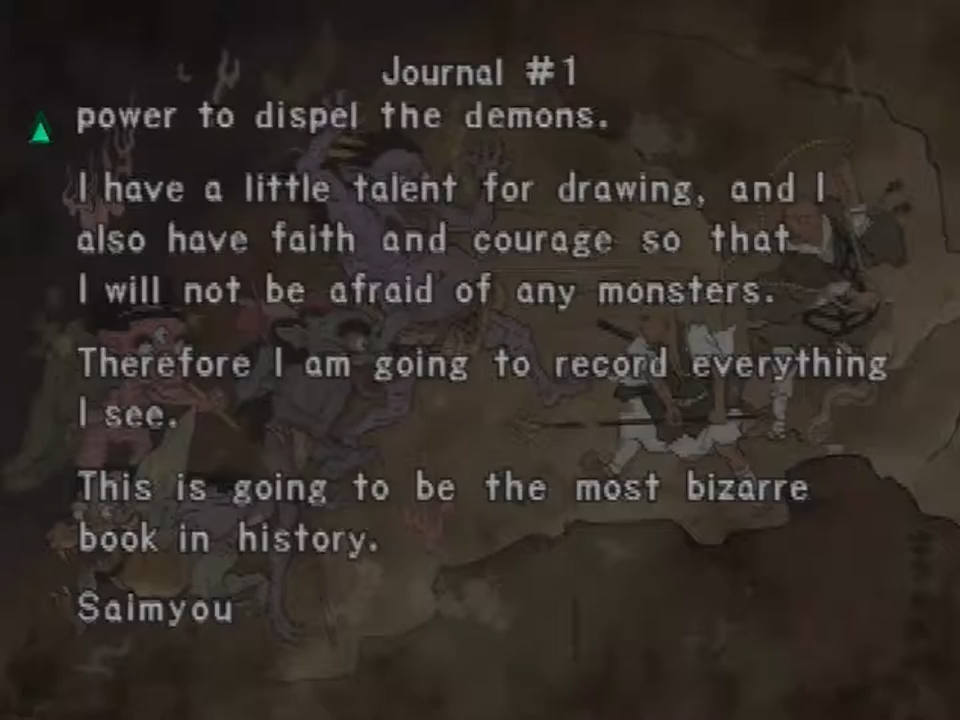 Journal #1
power to dispel the demons.
I have a little talent for drawing, and I
also have faith and courage so that
I will not be afraid of any monsters.
Therefore I am going to record everything
I see.
This is going to be the most bizarre
book in history.
Saimyou